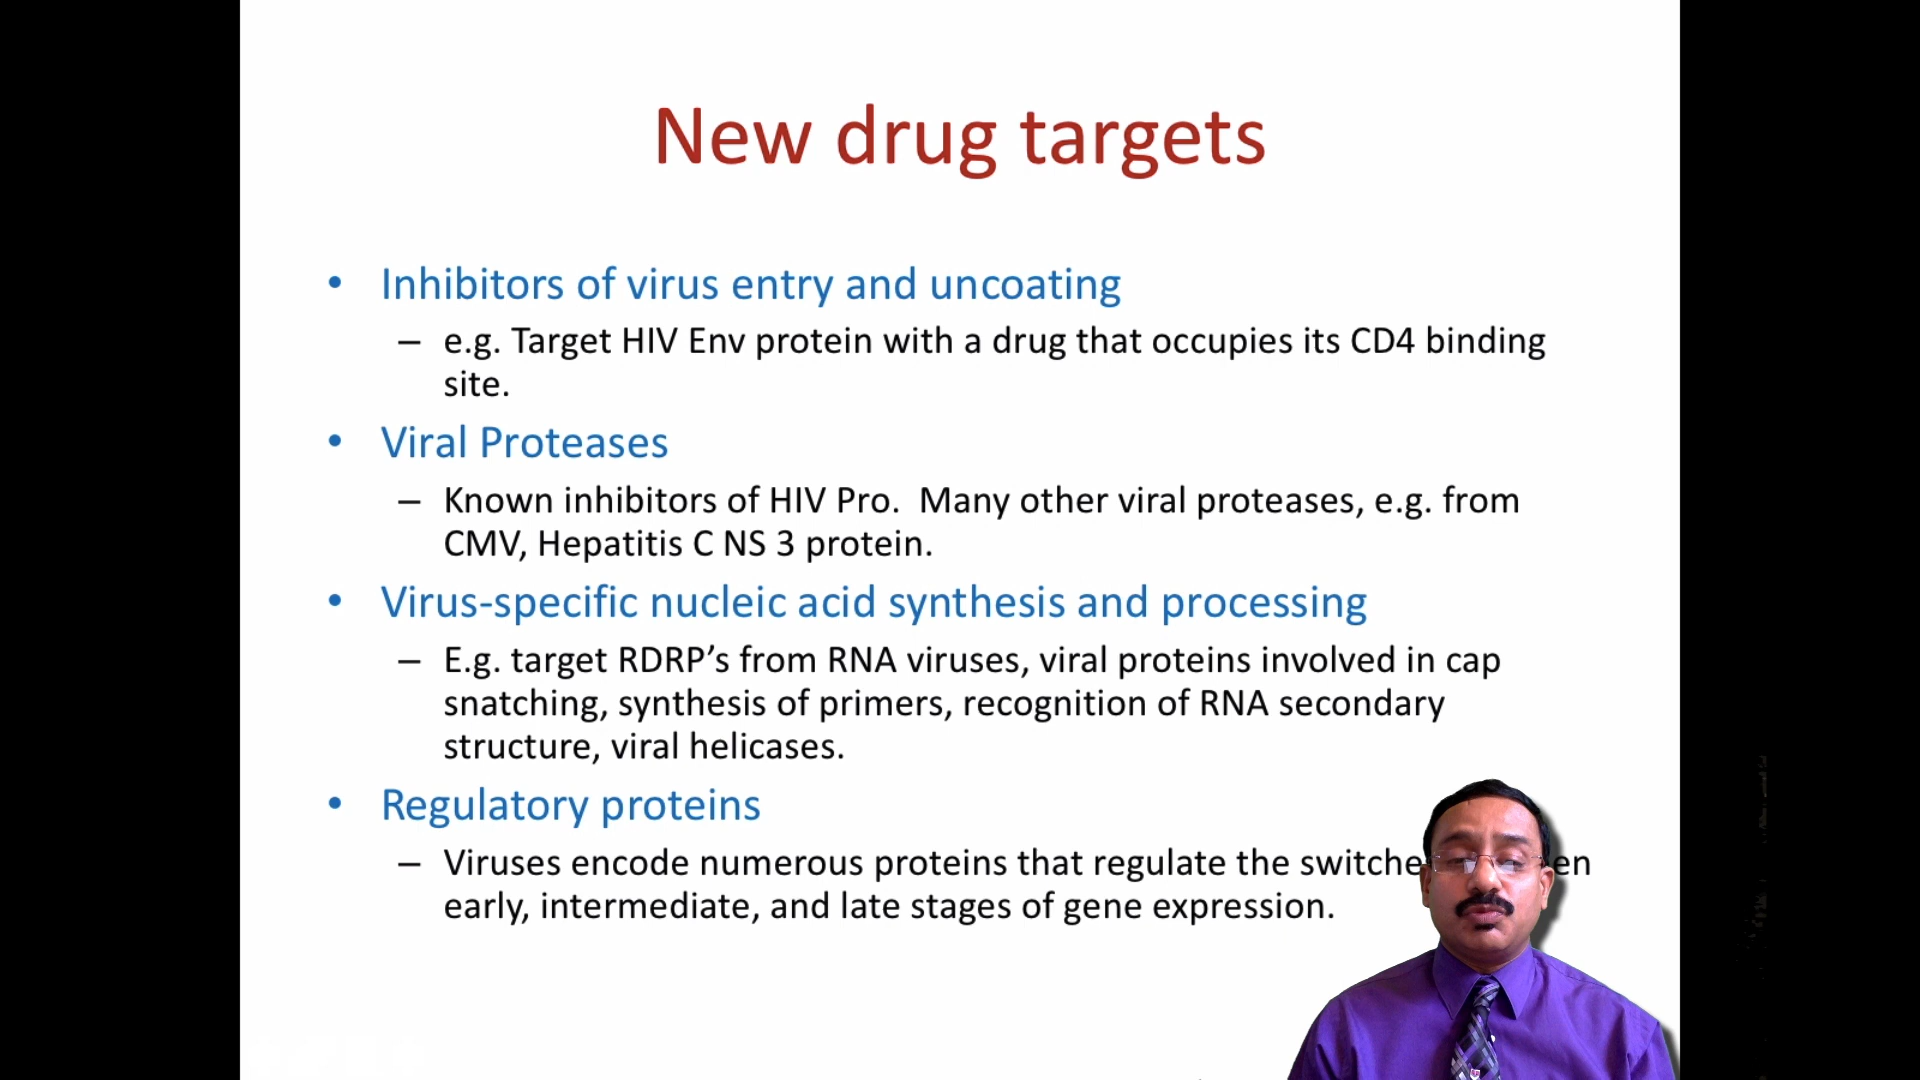 New drug targets
• Inhibitors of virus entry and uncoating
– e.g. Target HIV Env protein with a drug that occupies its CD4 binding
site.
• Viral Proteases
– Known inhibitors of HIV Pro.  Many other viral proteases, e.g. from
CMV, Hepatitis C NS 3 protein.
• Virus-specific nucleic acid synthesis and processing
– E.g. target RDRP’s from RNA viruses, viral proteins involved in cap
snatching, synthesis of primers, recognition of RNA secondary
structure, viral helicases.
• Regulatory proteins
– Viruses encode numerous proteins that regulate the
early, intermediate, and late stages of gene expression.